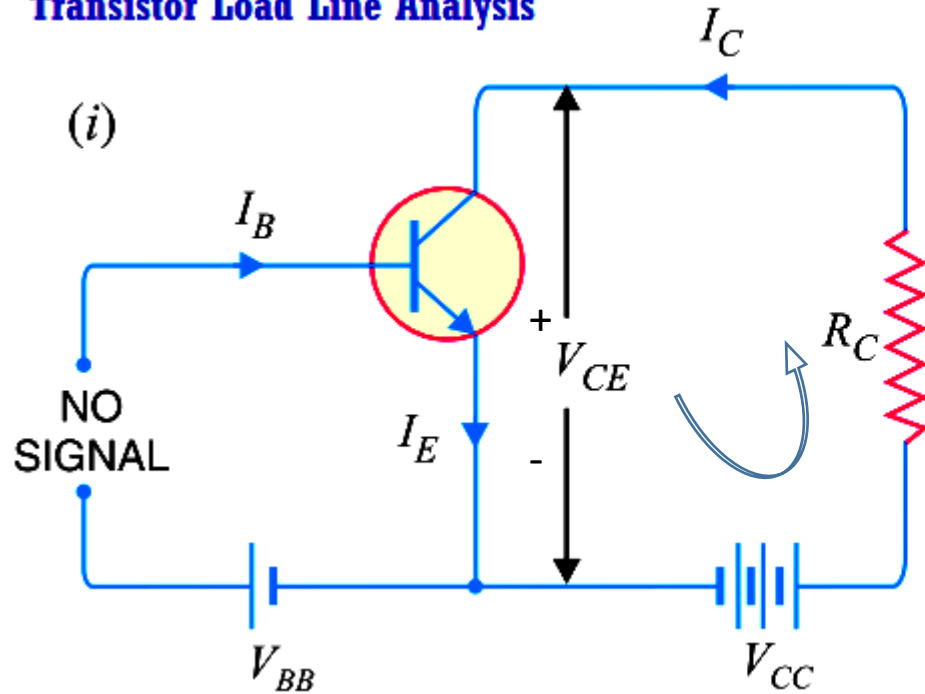 Transistor Load Line Analysis
I_C
(i)
I_B
+
V_CE
R_C
NO
SIGNAL
I_E
-
V_BB
V_CC